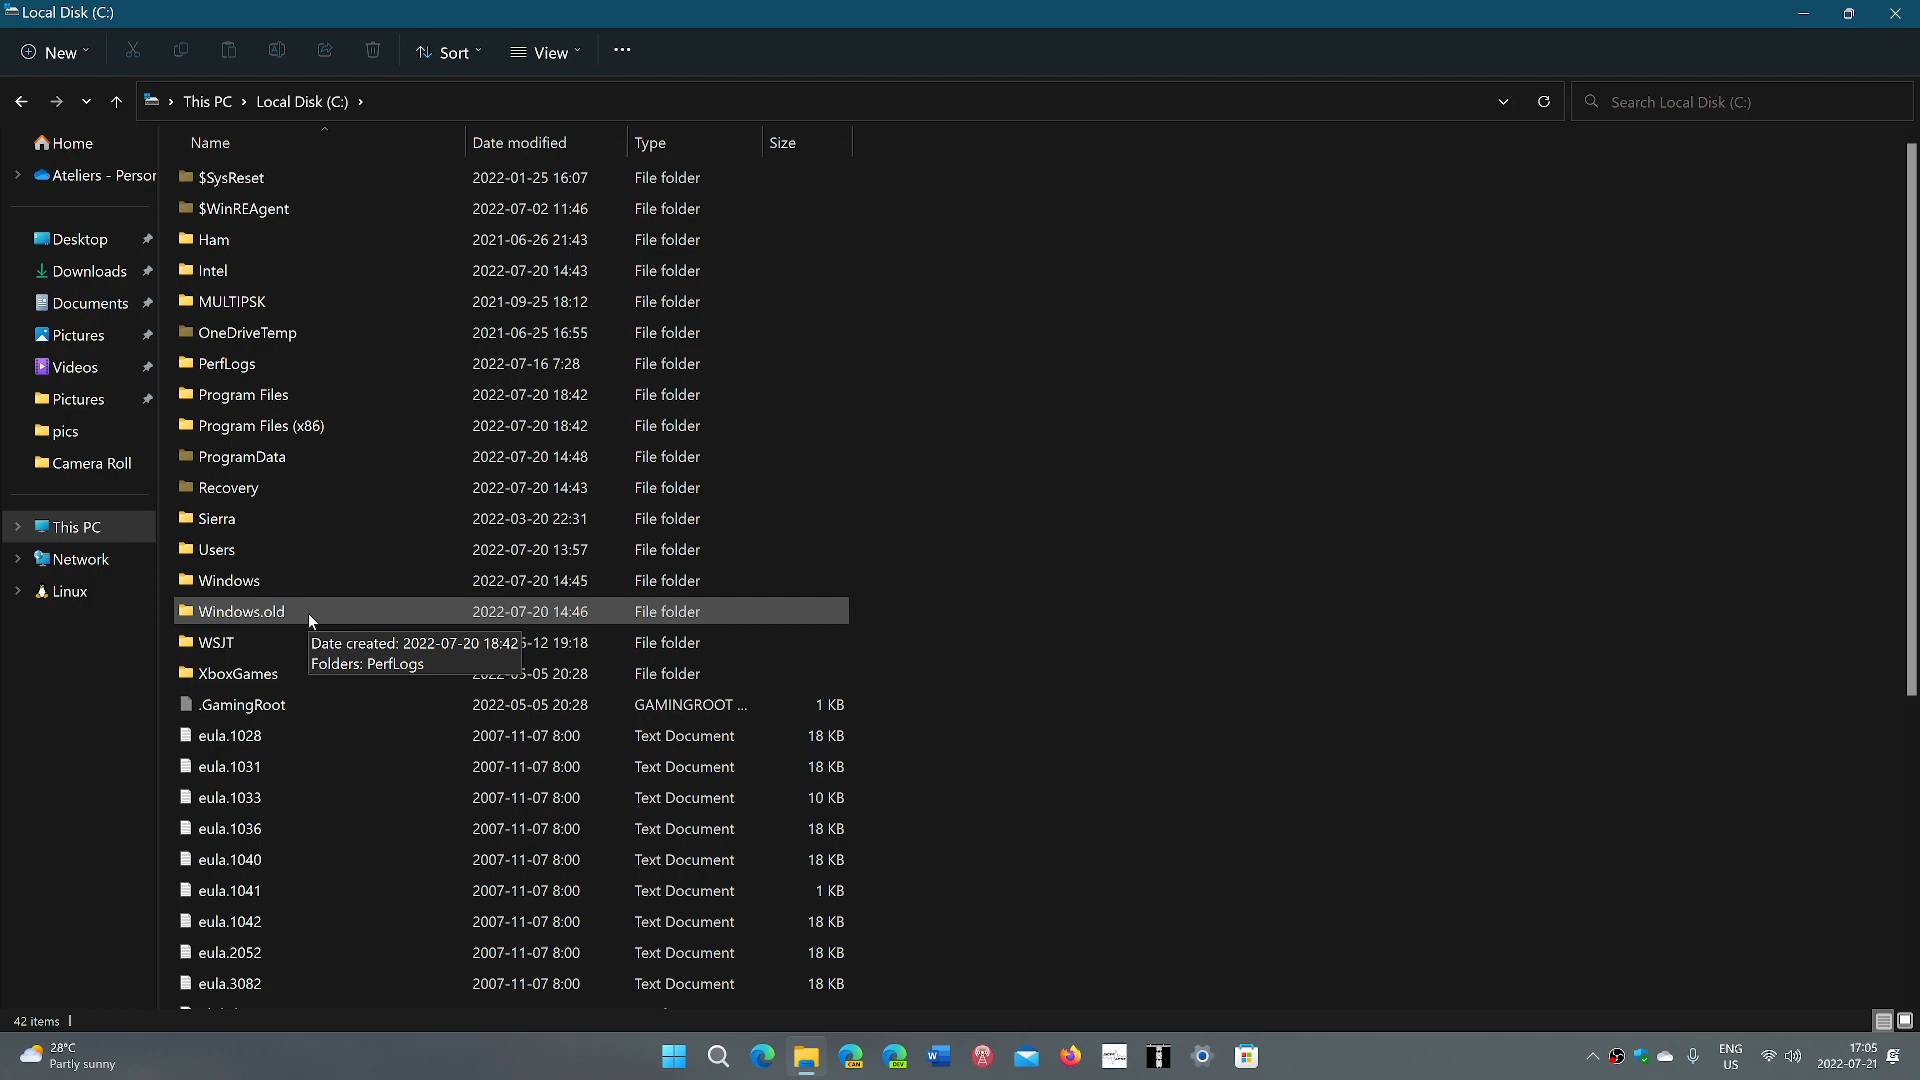 Local Disk (C:)
New
Sort
View
This PC
Local Disk (C:)
Search Local Disk (C:)
Home
Ateliers - Person
Desktop
Downloads
Documents
Pictures
Videos
Pictures
pics
Camera Roll
This PC
Network
Linux
Name Date modified Type Size
$SysReset 2022-01-25 16:07 File folder
$WinREAgent 2022-07-02 11:46 File folder
Ham 2021-06-26 21:43 File folder
Intel 2022-07-20 14:43 File folder
MULTIPSK 2021-09-25 18:12 File folder
OneDriveTemp 2021-06-25 16:55 File folder
PerfLogs 2022-07-16 7:28 File folder
Program Files 2022-07-20 18:42 File folder
Program Files (x86) 2022-07-20 18:42 File folder
ProgramData 2022-07-20 14:48 File folder
Recovery 2022-07-20 14:43 File folder
Sierra 2022-03-20 22:31 File folder
Users 2022-07-20 13:57 File folder
Windows 2022-07-20 14:45 File folder
Windows.old 2022-07-20 14:46 File folder
WSJT -12 19:18 File folder
Date created: 2022-07-20 18:42
Folders: PerfLogs
XboxGames 2022-05-05 20:28 File folder
.GamingRoot 2022-05-05 20:28 GAMINGROOT ... 1 KB
eula.1028 2007-11-07 8:00 Text Document 18 KB
eula.1031 2007-11-07 8:00 Text Document 18 KB
eula.1033 2007-11-07 8:00 Text Document 10 KB
eula.1036 2007-11-07 8:00 Text Document 18 KB
eula.1040 2007-11-07 8:00 Text Document 18 KB
eula.1041 2007-11-07 8:00 Text Document 1 KB
eula.1042 2007-11-07 8:00 Text Document 18 KB
eula.2052 2007-11-07 8:00 Text Document 18 KB
eula.3082 2007-11-07 8:00 Text Document 18 KB
42 items
28°C
Partly sunny
CAN
DEV
ENG
US
17:05
2022-07-21